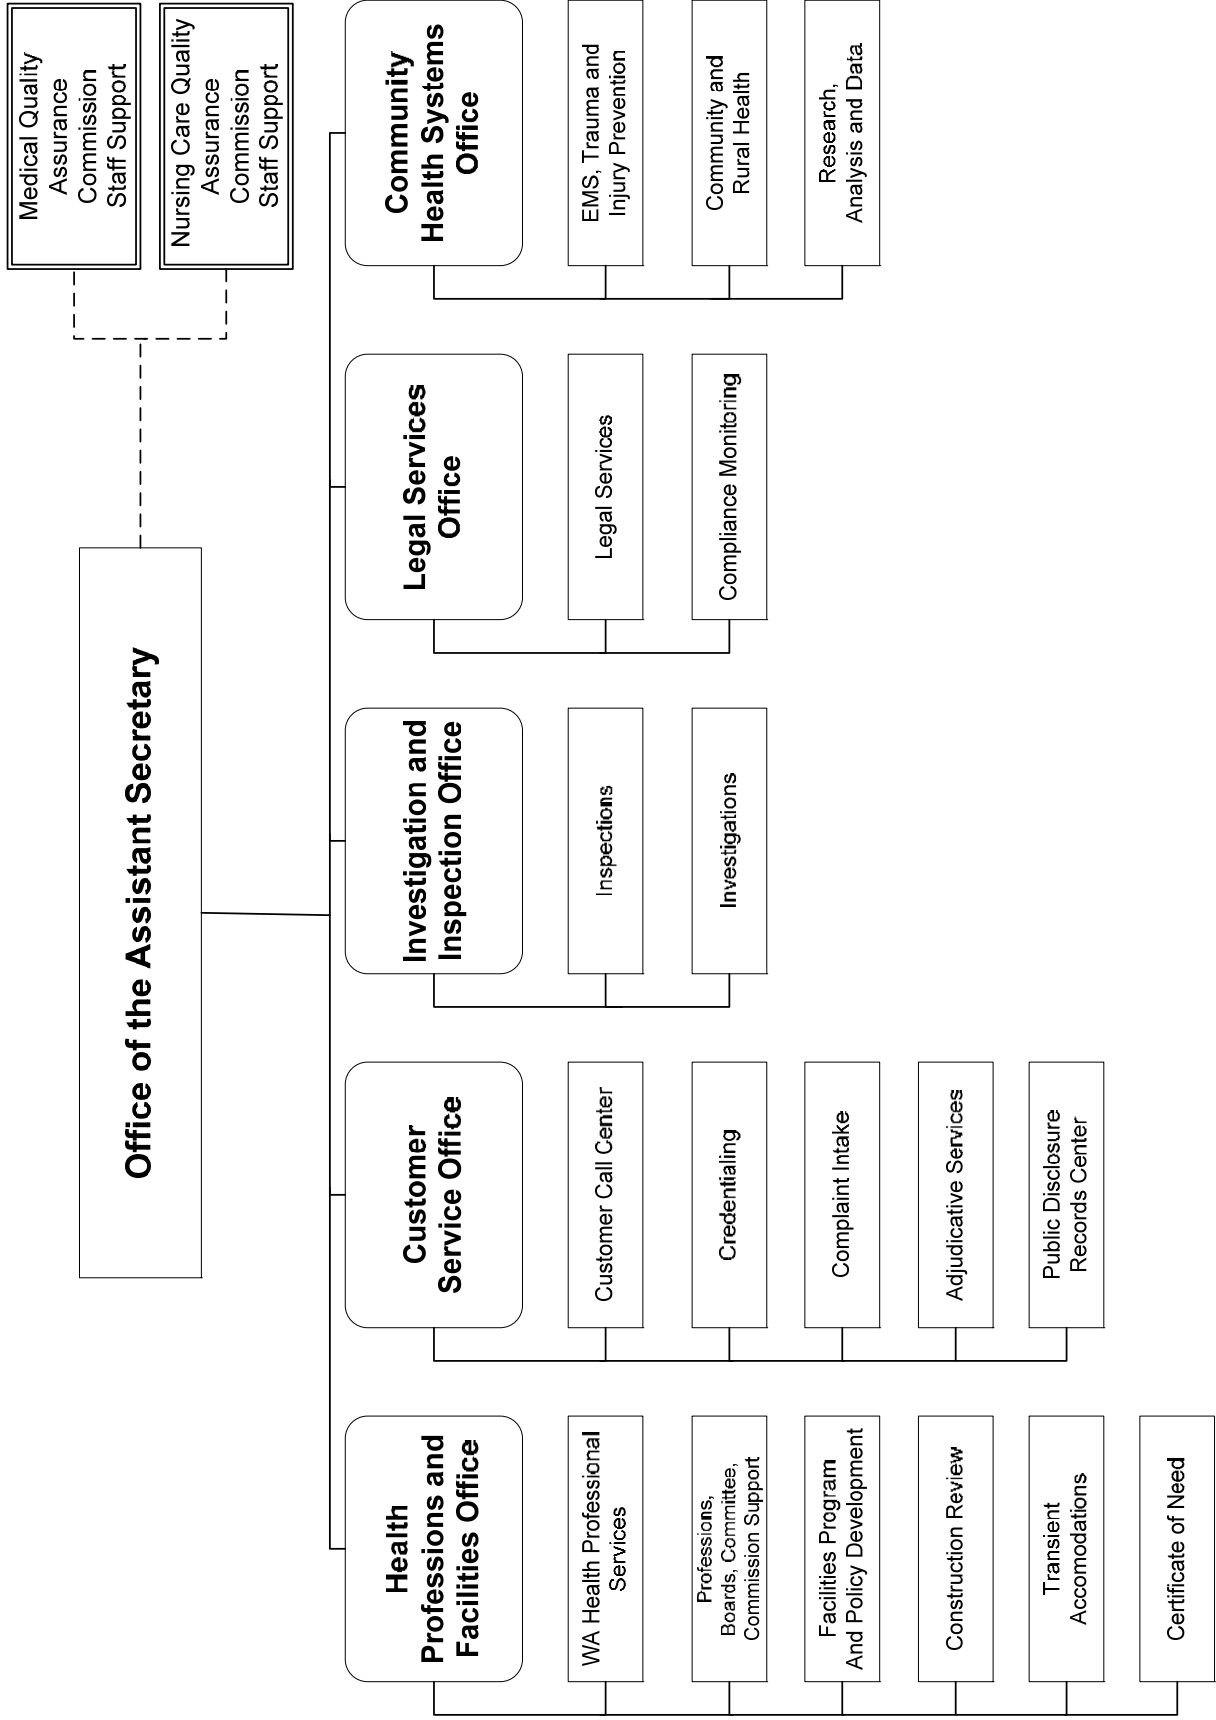 Medical Quality
Assurance
Commission
Staff Support
Nursing Care Quality
Assurance
Commission
Staff Support
Office of the Assistant Secretary
Health
Professions and
Facilities Office
WA Health Professional
Services
Professions,
Boards, Committee,
Commission Support
Facilities Program
And Policy Development
Construction Review
Transient
Accomodations
Certificate of Need
Customer
Service Office
Customer Call Center
Credentialing
Complaint Intake
Adjudicative Services
Public Disclosure
Records Center
Investigation and
Inspection Office
Inspections
Investigations
Legal Services
Office
Legal Services
Compliance Monitoring
Community
Health Systems
Office
EMS, Trauma and
Injury Prevention
Community and
Rural Health
Research,
Analysis and Data